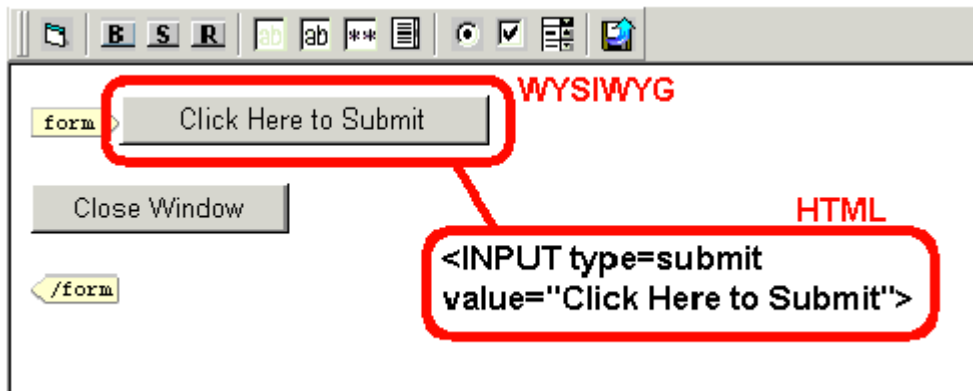 B S R ab ab **
WYSIWYG
form Click Here to Submit
Close Window
HTML
<INPUT type=submit
value="Click Here to Submit">
/form